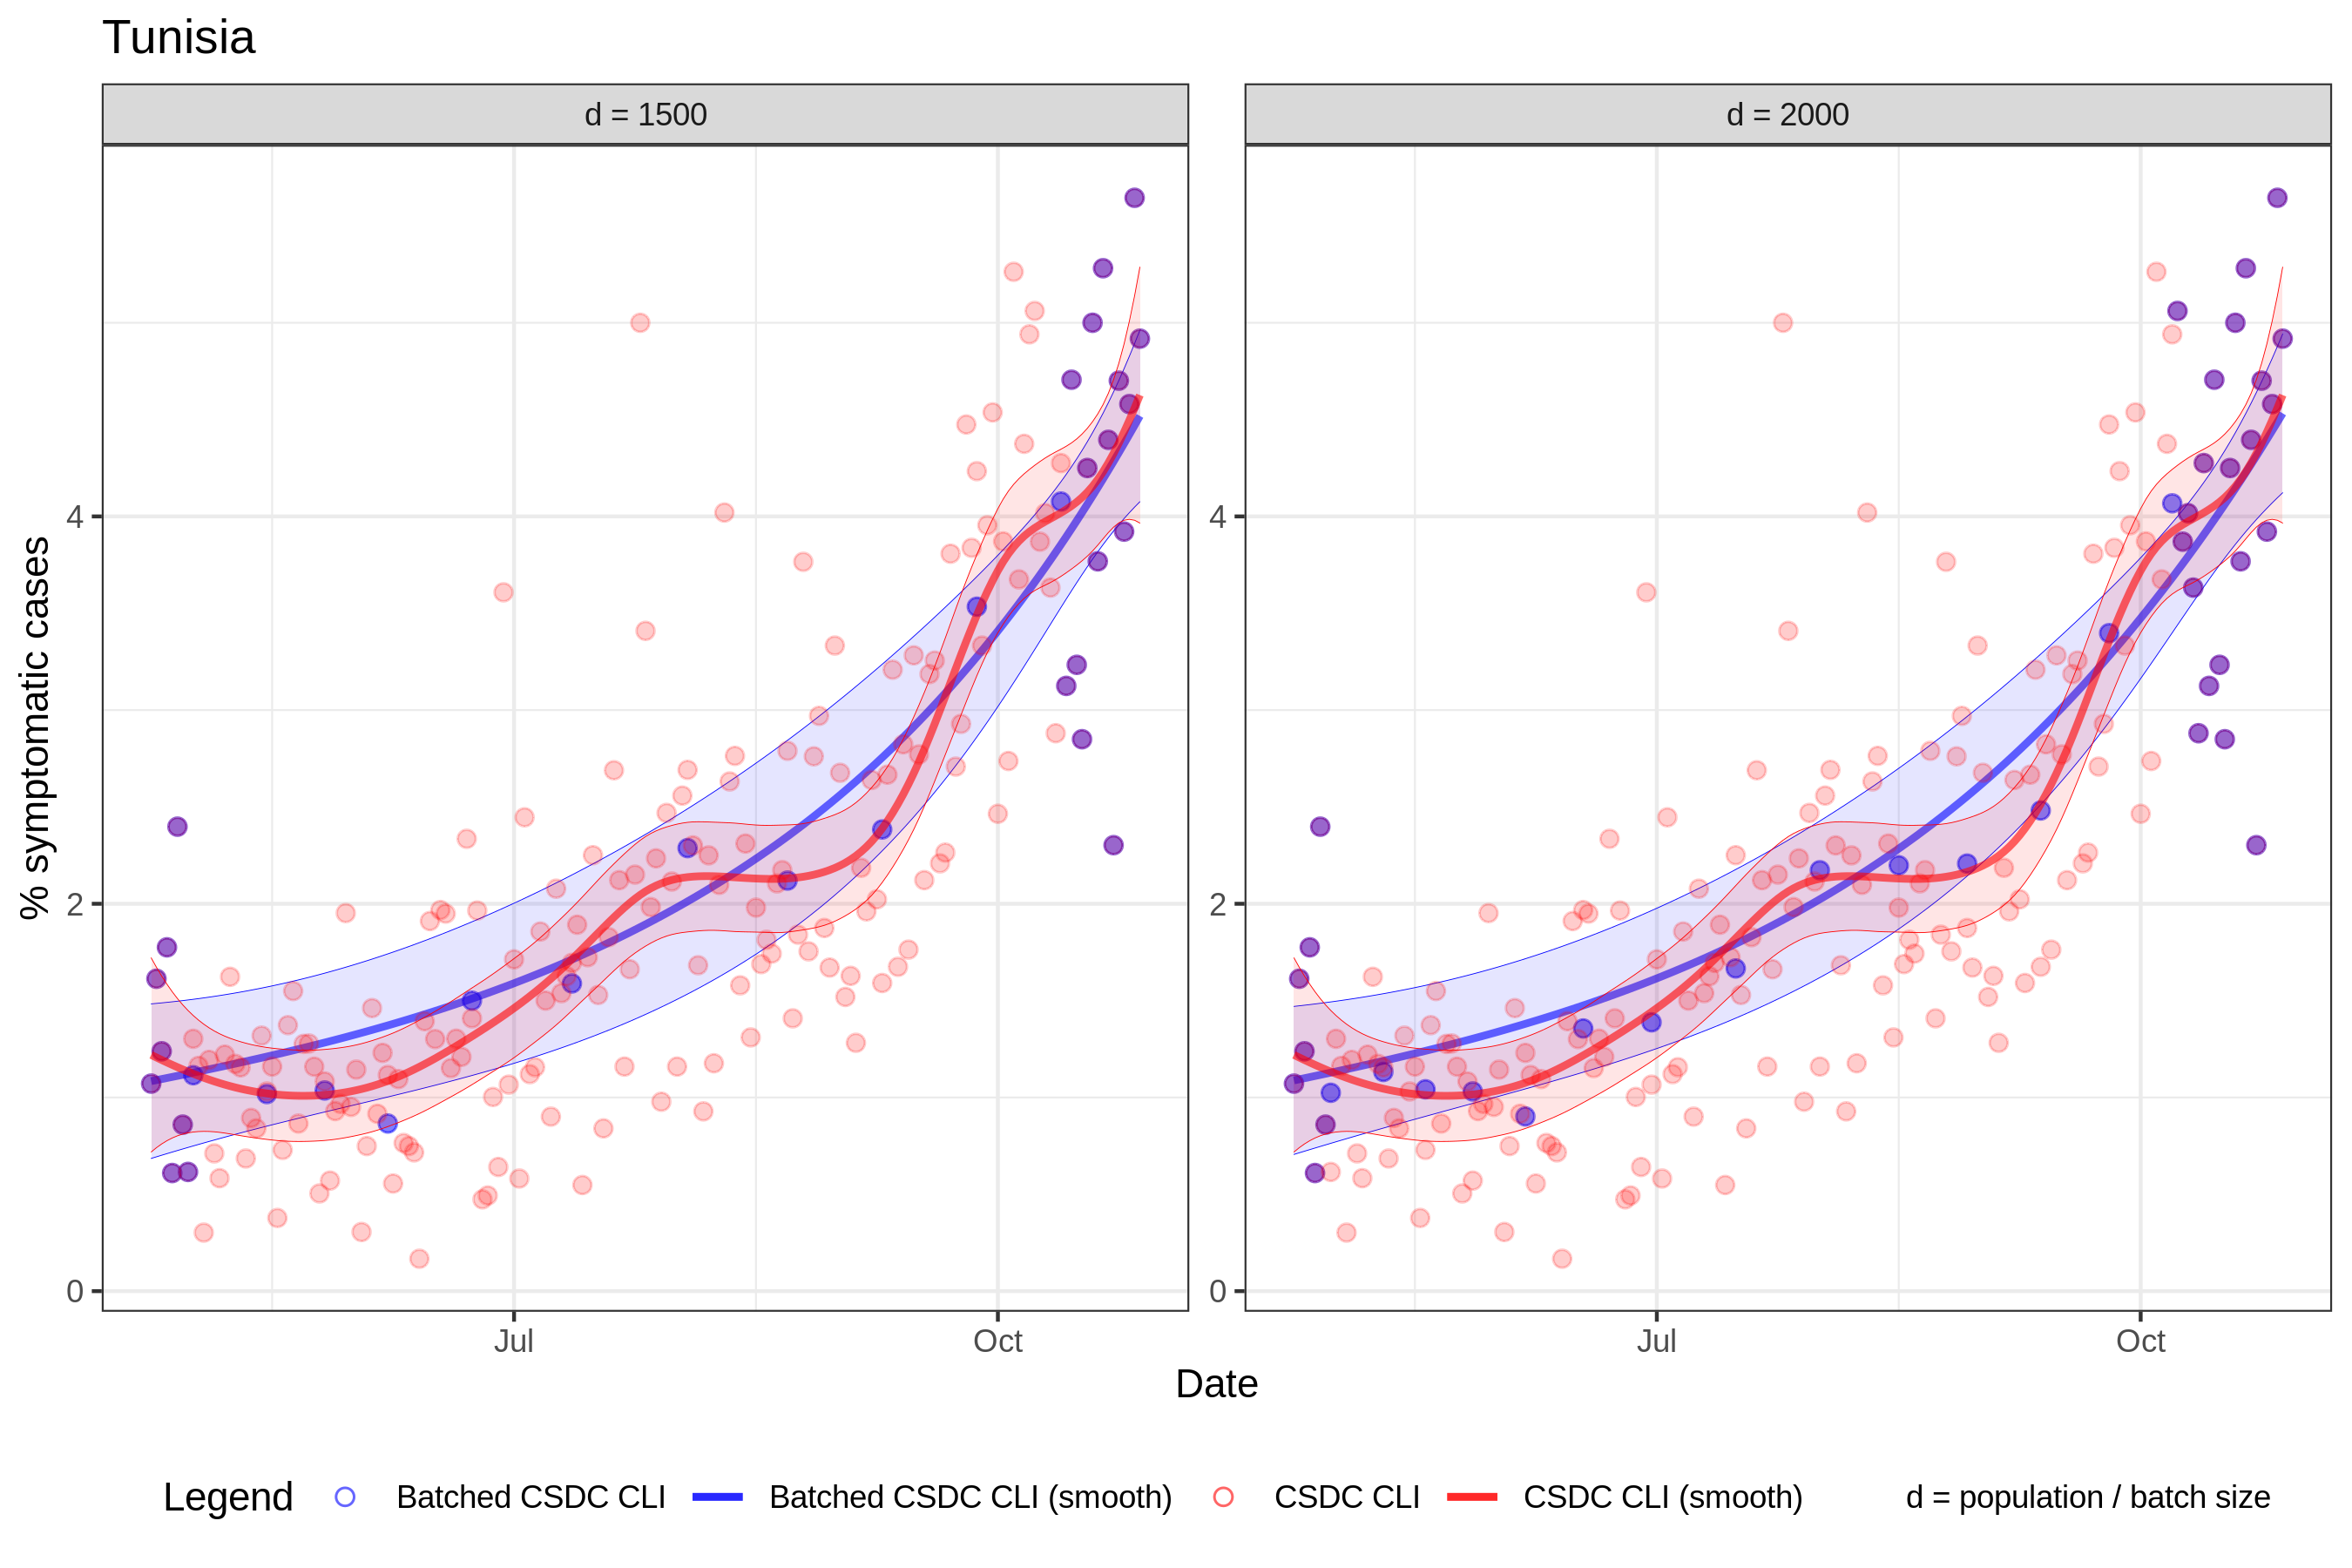 Tunisia
d = 1500
d = 2000
% symptomatic cases
4
2
0
4
2
0
Jul
Oct
Jul
Oct
Date
Legend
Batched CSDC CLI
Batched CSDC CLI (smooth)
CSDC CLI
CSDC CLI (smooth)
d = population / batch size